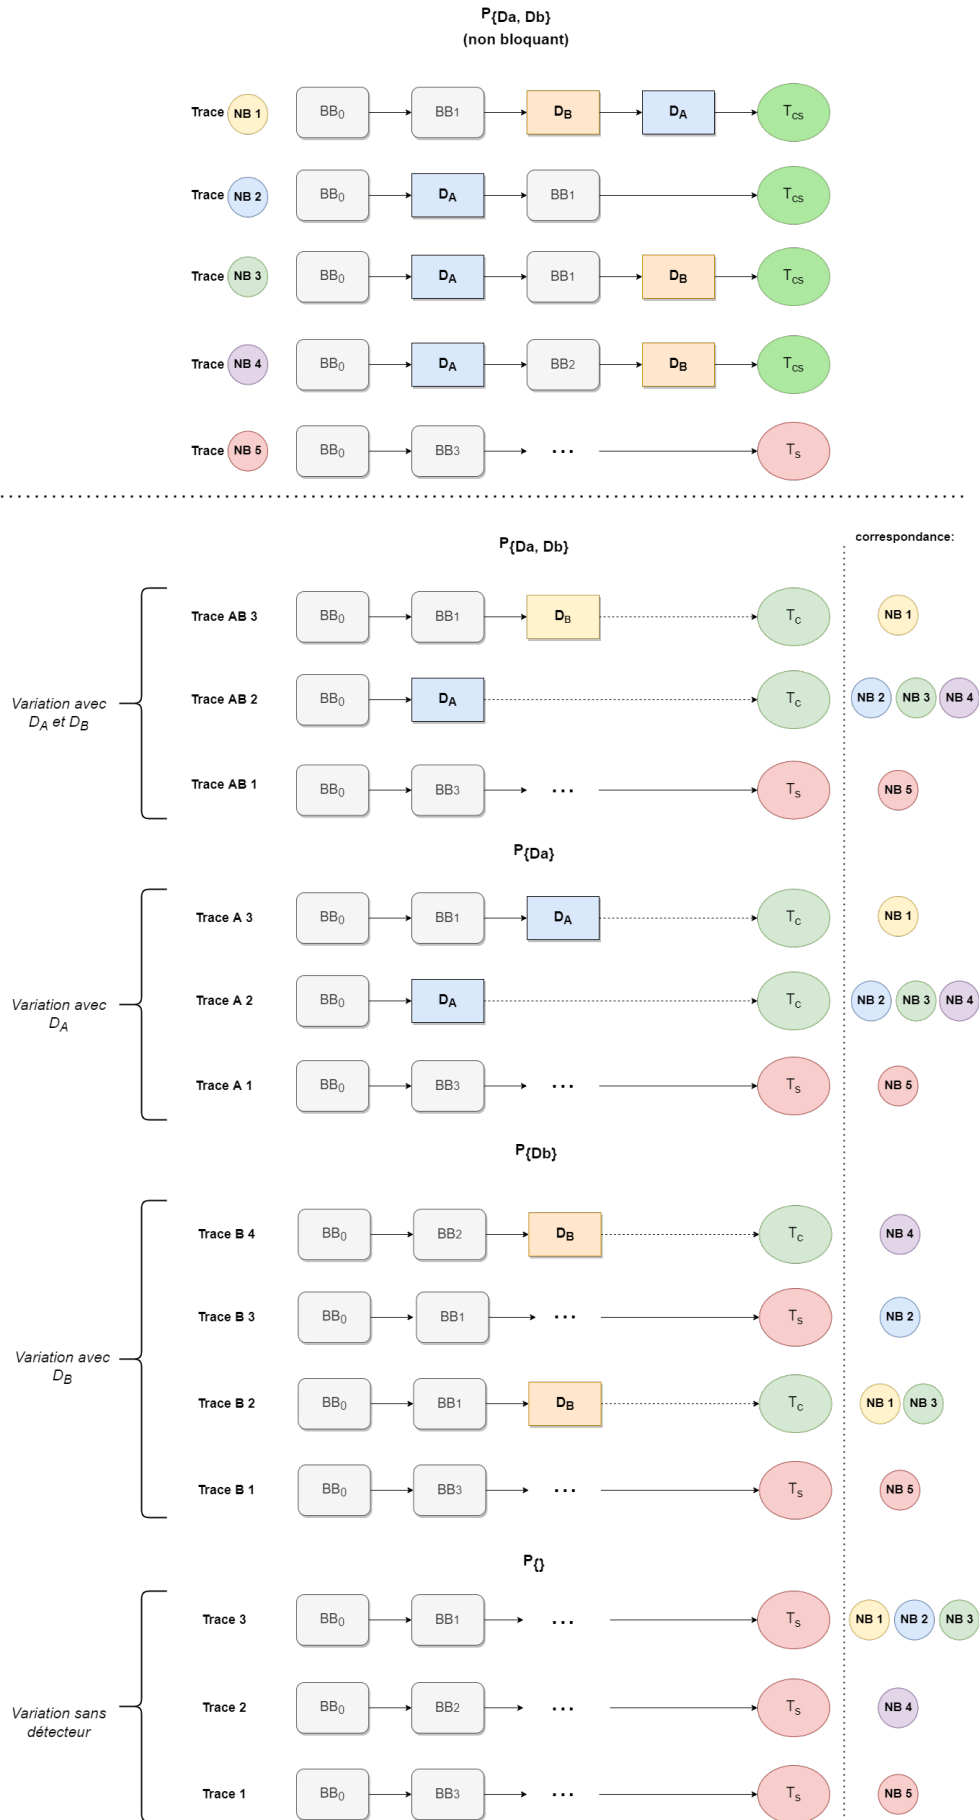 P{Da, Db}
(non bloquant)
Trace NB 1 BB0 BB1 DB DA Tcs
Trace NB 2 BB0 DA BB1 Tcs
Trace NB 3 BB0 DA BB1 DB Tcs
Trace NB 4 BB0 DA BB2 DB Tcs
Trace NB 5 BB0 BB3 ... Ts
P{Da, Db}
correspondance:
Variation avec
DA et DB
Trace AB 3 BB0 BB1 DB Tc NB 1
Trace AB 2 BB0 DA Tc NB 2 NB 3 NB 4
Trace AB 1 BB0 BB3 ... Ts NB 5
P{Da}
Variation avec
DA
Trace A 3 BB0 BB1 DA Tc NB 1
Trace A 2 BB0 DA Tc NB 2 NB 3 NB 4
Trace A 1 BB0 BB3 ... Ts NB 5
P{Db}
Variation avec
DB
Trace B 4 BB0 BB2 DB Tc NB 4
Trace B 3 BB0 BB1 ... Ts NB 2
Trace B 2 BB0 BB1 DB Tc NB 1 NB 3
Trace B 1 BB0 BB3 ... Ts NB 5
P{}
Variation sans
détecteur
Trace 3 BB0 BB1 ... Ts NB 1 NB 2 NB 3
Trace 2 BB0 BB2 ... Ts NB 4
Trace 1 BB0 BB3 ... Ts NB 5